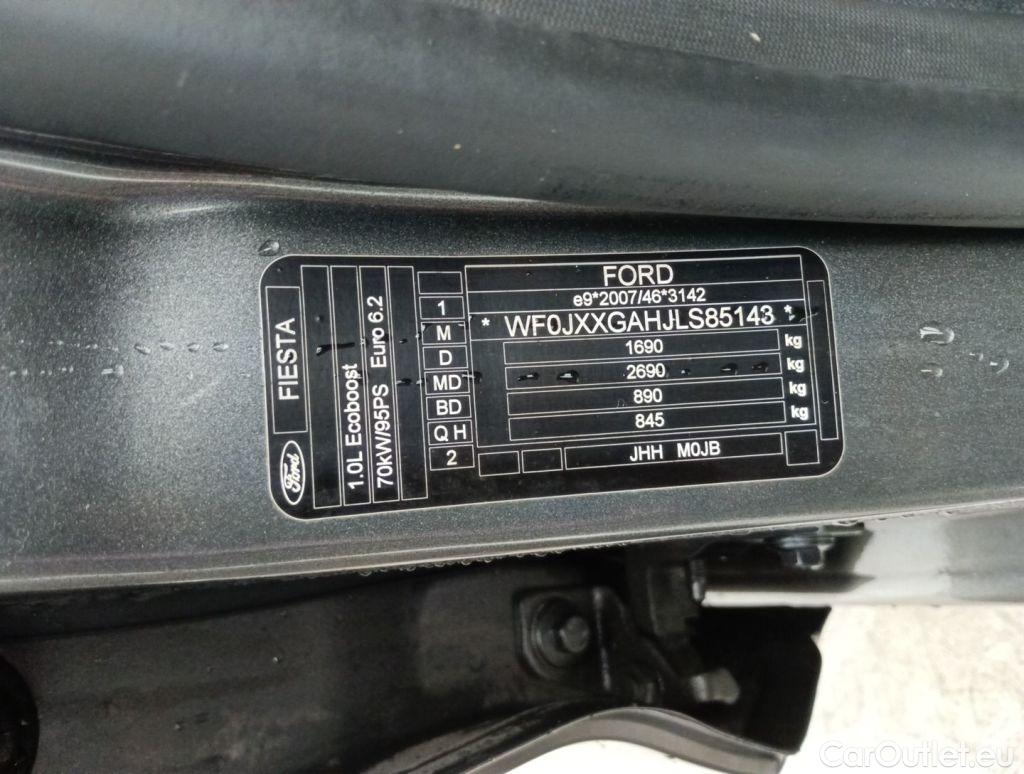 FORD
e9*2007/46*3142
* WF0JXXGAHJLS85143 *
1690 kg
2690 kg
890 kg
845 kg
JHH M0JB
1
M
D
MD
BD
Q H
2
Ford
FIESTA
1.0L Ecoboost
70kW/95PS Euro 6.2
CarOutlet.eu